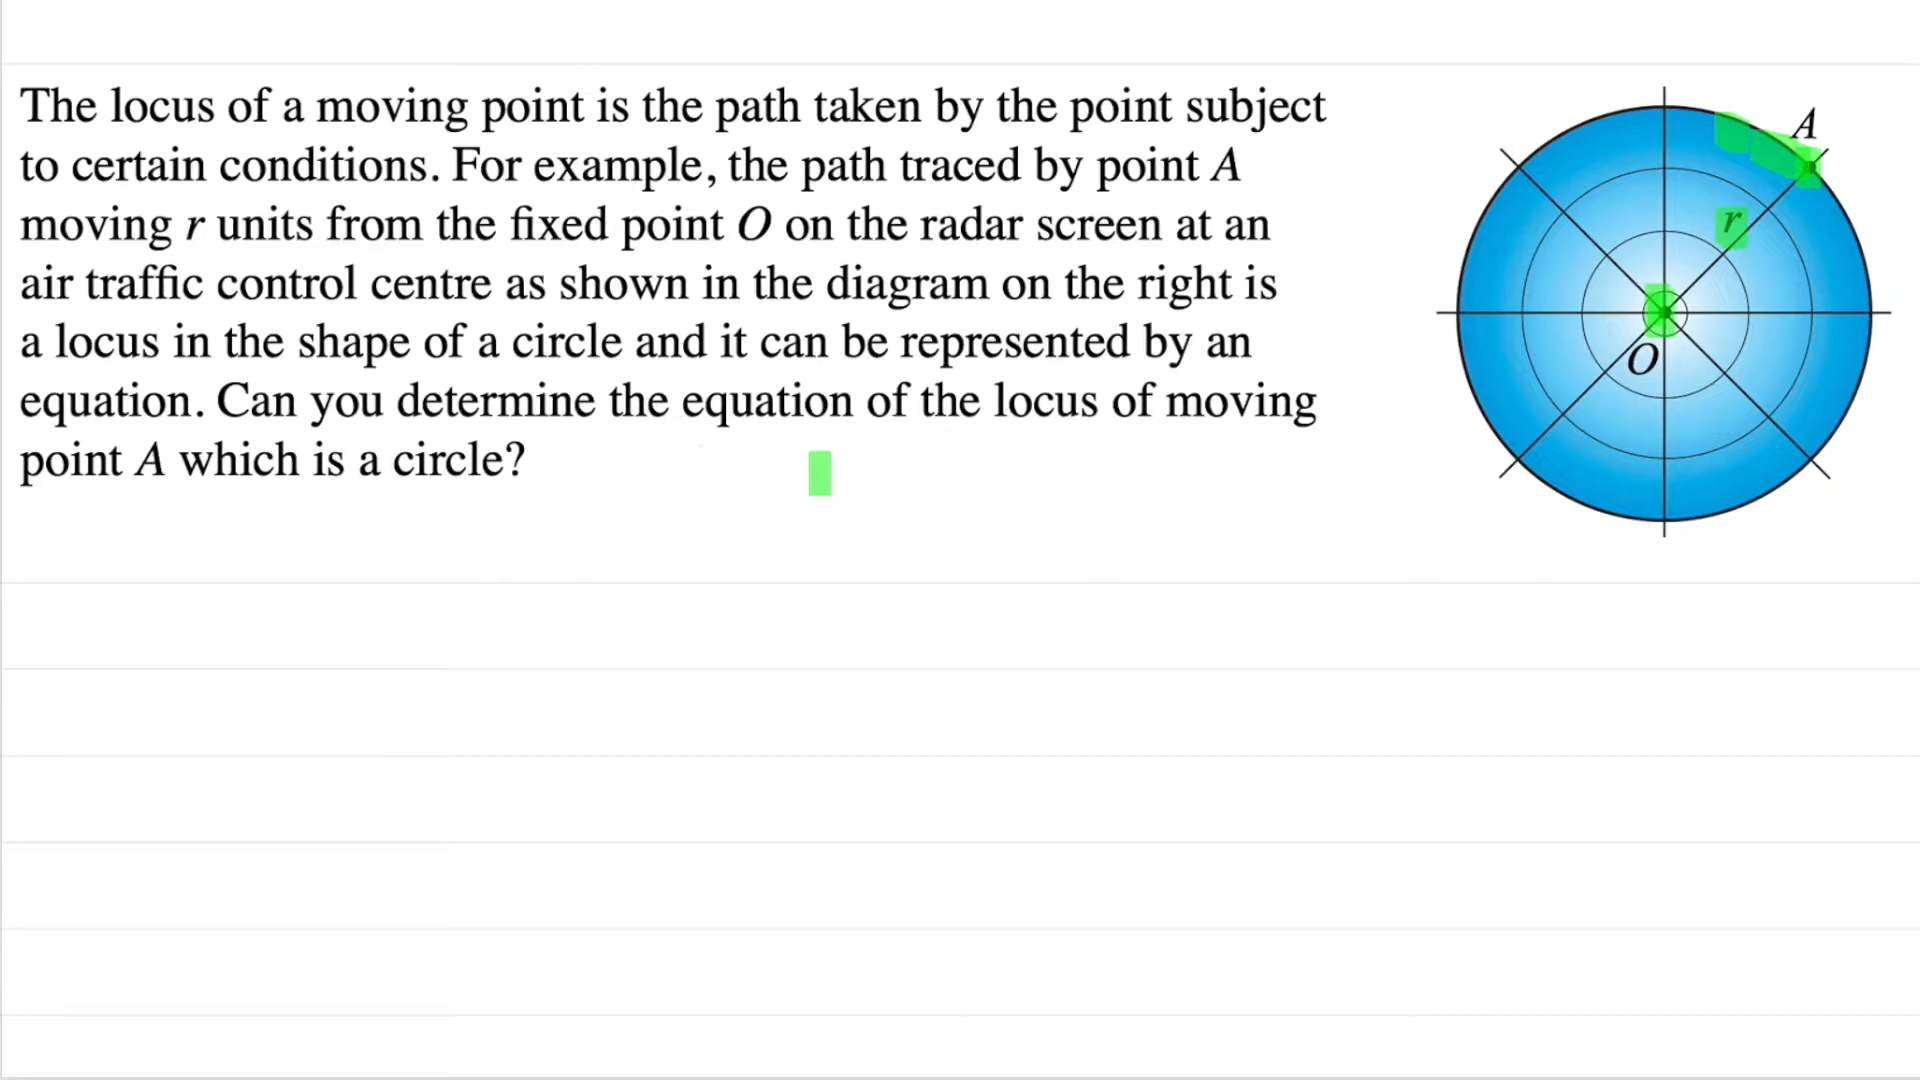 The locus of a moving point is the path taken by the point subject
to certain conditions. For example, the path traced by point A
moving r units from the fixed point O on the radar screen at an
air traffic control centre as shown in the diagram on the right is
a locus in the shape of a circle and it can be represented by an
equation. Can you determine the equation of the locus of moving
point A which is a circle?
A
r
O